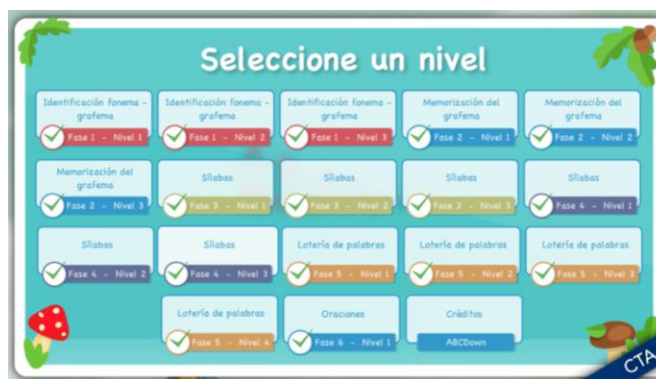 Seleccione un nivel
Identificación fonema -
grafema
Fase 1 - Nivel 1
Identificación fonema -
grafema
Fase 1 - Nivel 2
Identificación fonema -
grafema
Fase 1 - Nivel 3
Memorización del
grafema
Fase 2 - Nivel 1
Memorización del
grafema
Fase 2 - Nivel 2
Memorización del
grafema
Fase 2 - Nivel 3
Sílabas
Fase 3 - Nivel 1
Sílabas
Fase 3 - Nivel 2
Sílabas
Fase 3 - Nivel 3
Sílabas
Fase 4 - Nivel 1
Sílabas
Fase 4 - Nivel 2
Sílabas
Fase 4 - Nivel 3
Lotería de palabras
Fase 5 - Nivel 1
Lotería de palabras
Fase 5 - Nivel 2
Lotería de palabras
Fase 5 - Nivel 3
Lotería de palabras
Fase 5 - Nivel 4
Oraciones
Fase 6 - Nivel 1
Créditos
ABCDown
CTA